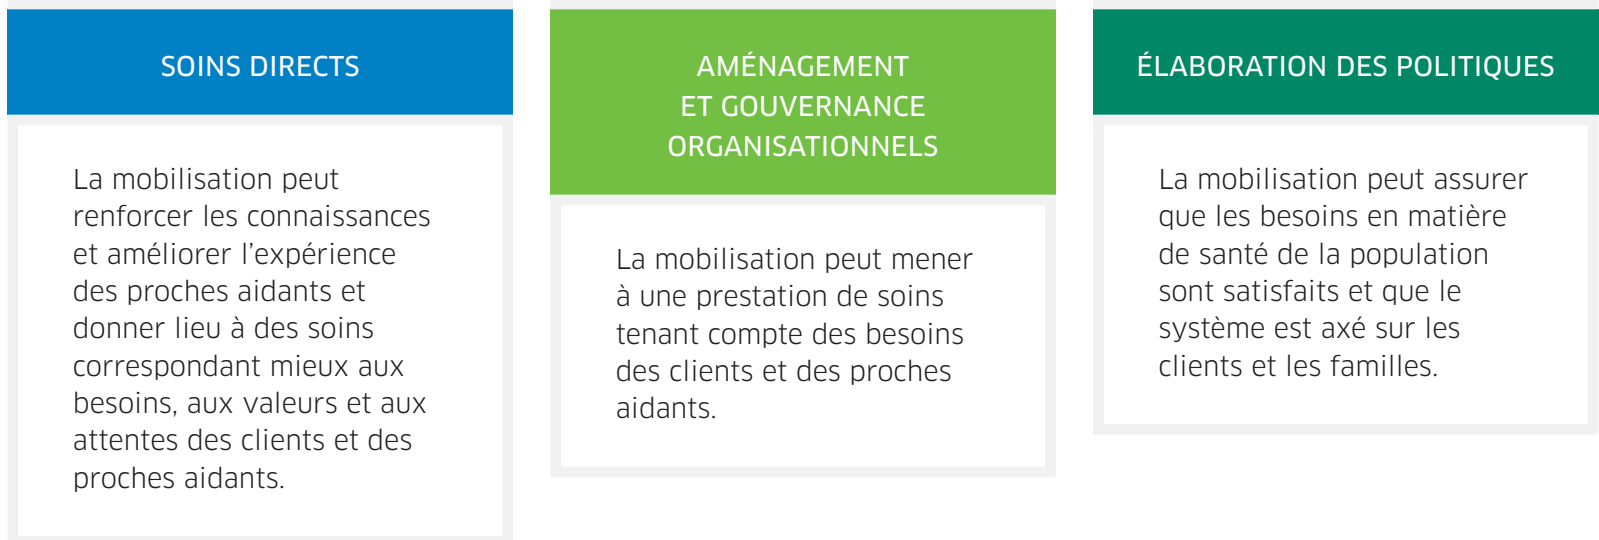 SOINS DIRECTS
La mobilisation peut
renforcer les connaissances
et améliorer l’expérience
des proches aidants et
donner lieu à des soins
correspondant mieux aux
besoins, aux valeurs et aux
attentes des clients et des
proches aidants.
AMÉNAGEMENT
ET GOUVERNANCE
ORGANISATIONNELS
La mobilisation peut mener
à une prestation de soins
tenant compte des besoins
des clients et des proches
aidants.
ÉLABORATION DES POLITIQUES
La mobilisation peut assurer
que les besoins en matière
de santé de la population
sont satisfaits et que le
système est axé sur les
clients et les familles.